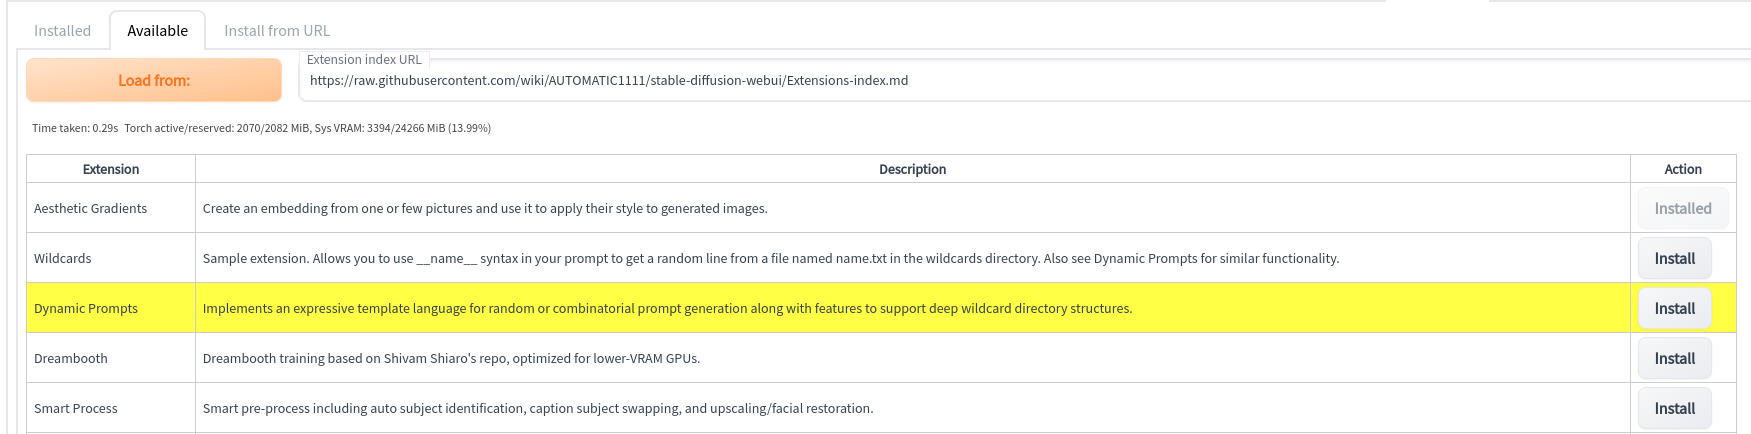 Installed Available Install from URL
Extension index URL
Load from: https://raw.githubusercontent.com/wiki/AUTOMATIC1111/stable-diffusion-webui/Extensions-index.md
Time taken: 0.29s Torch active/reserved: 2070/2082 MiB, Sys VRAM: 3394/24266 MiB (13.99%)
Extension Description Action
Aesthetic Gradients Create an embedding from one or few pictures and use it to apply their style to generated images. Installed
Wildcards Sample extension. Allows you to use __name__ syntax in your prompt to get a random line from a file named name.txt in the wildcards directory. Also see Dynamic Prompts for similar functionality. Install
Dynamic Prompts Implements an expressive template language for random or combinatorial prompt generation along with features to support deep wildcard directory structures. Install
Dreambooth Dreambooth training based on Shivam Shiaro's repo, optimized for lower-VRAM GPUs. Install
Smart Process Smart pre-process including auto subject identification, caption subject swapping, and upscaling/facial restoration. Install